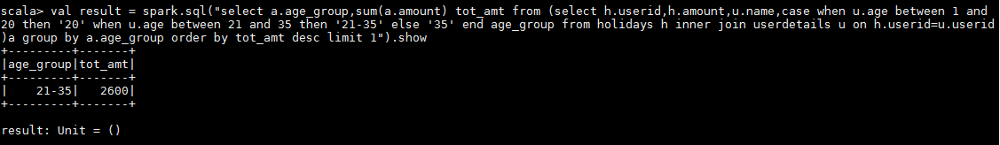 scala> val result = spark.sql("select a.age_group,sum(a.amount) tot_amt from (select h.userid,h.amount,u.name,case when u.age between 1 and
20 then '20' when u.age between 21 and 35 then '21-35' else '35' end age_group from holidays h inner join userdetails u on h.userid=u.userid
)a group by a.age_group order by tot_amt desc limit 1").show
+---------+-------+
|age_group|tot_amt|
+---------+-------+
|    21-35|   2600|
+---------+-------+
result: Unit = ()